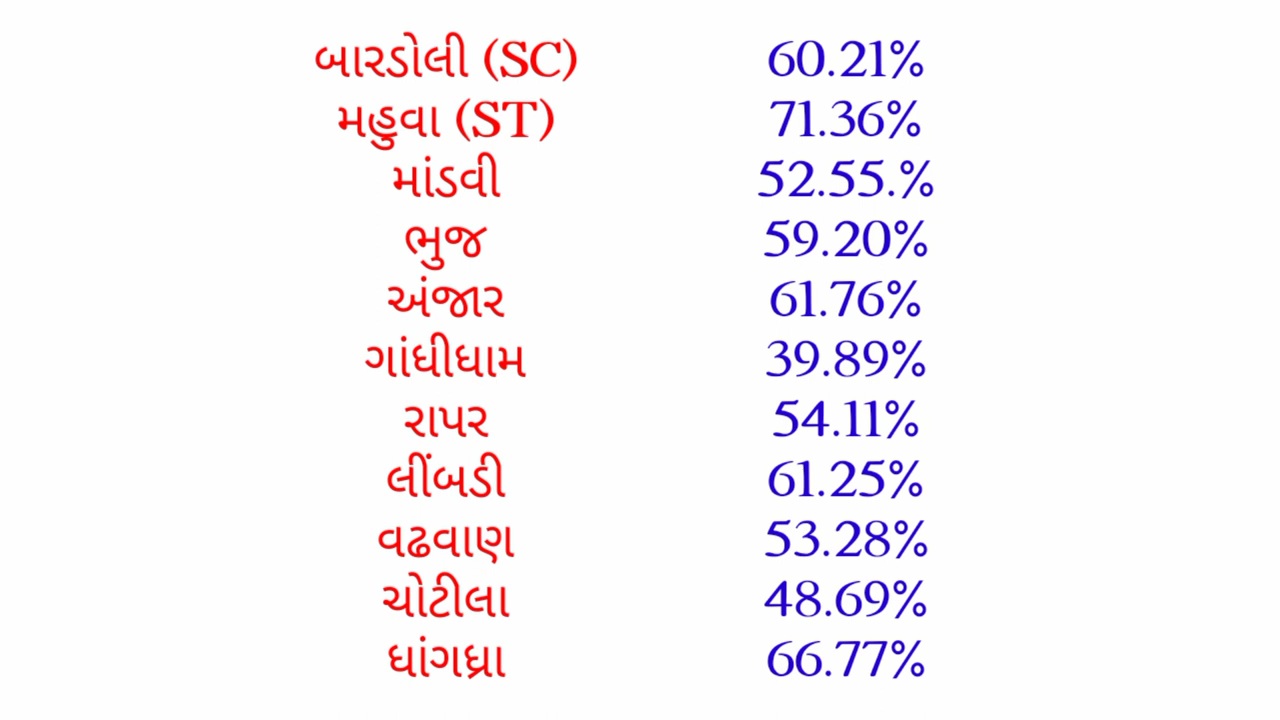 બારડોલી (SC) 60.21%
મહુવા (ST) 71.36%
માંડવી 52.55.%
ભુજ 59.20%
અંજાર 61.76%
ગાંધીધામ 39.89%
રાપર 54.11%
લીંબડી 61.25%
વઢવાણ 53.28%
ચોટીલા 48.69%
ધાંગધ્રા 66.77%